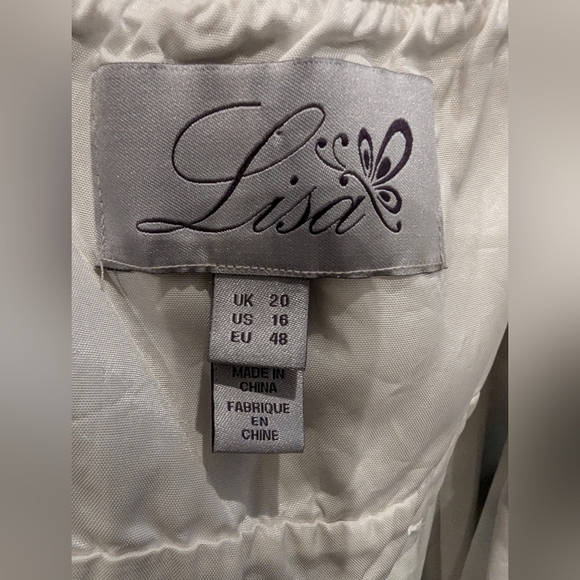 Lisa
UK 20
US 16
EU 48
MADE IN
CHINA
FABRIQUE
EN
CHINE